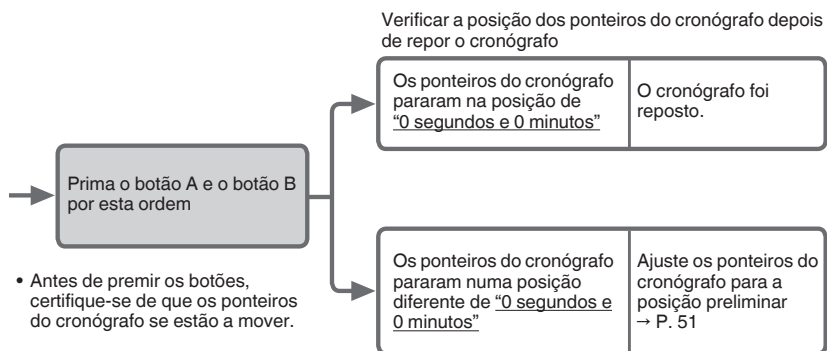 Verificar a posição dos ponteiros do cronógrafo depois
de repor o cronógrafo
Os ponteiros do cronógrafo
pararam na posição de
“0 segundos e 0 minutos”
O cronógrafo foi
reposto.
Prima o botão A e o botão B
por esta ordem
• Antes de premir os botões,
certifique-se de que os ponteiros
do cronógrafo se estão a mover.
Os ponteiros do cronógrafo
pararam numa posição
diferente de “0 segundos e
0 minutos”
Ajuste os ponteiros do
cronógrafo para a
posição preliminar
→ P. 51